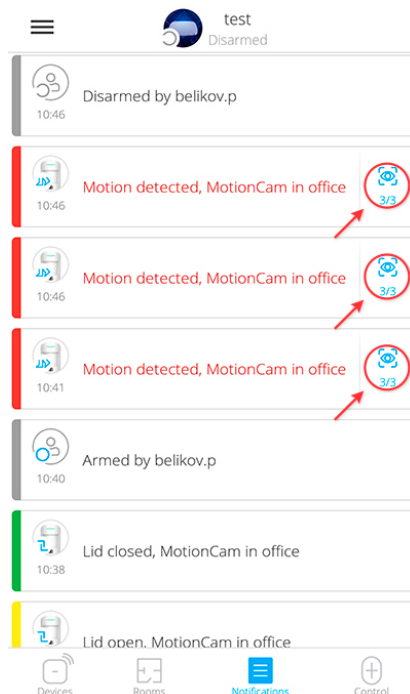 test
Disarmed
Disarmed by belikov.p
10:46
Motion detected, MotionCam in office
10:46
3/3
Motion detected, MotionCam in office
10:46
3/3
Motion detected, MotionCam in office
10:41
3/3
Armed by belikov.p
10:40
Lid closed, MotionCam in office
10:38
Lid open, MotionCam in office
Devices
Rooms
Notifications
Control